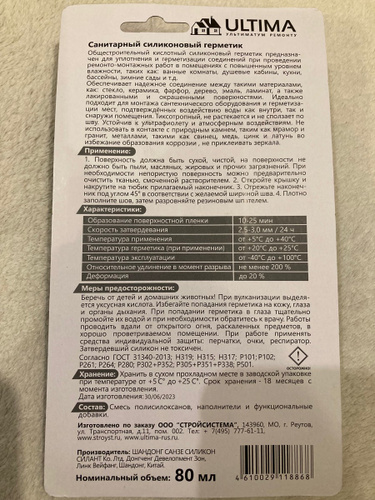 ULTIMA
УЛЬТИМАТУМ РЕМОНТУ
Санитарный силиконовый герметик
Общестроительный кислотный силиконовый герметик предназна-
чен для уплотнения и герметизации соединений при проведении
ремонто-монтажных работ в помещениях с повышенным уровнем
влажности, таких как: ванные комнаты, душевые кабины, кухни,
бассейны, зимние сады и т.д.
Обеспечивает надежное соединение между такими материалами,
как: стекло, керамика, фарфор, дерево, эмаль, ламинат, а также
лакированными и окрашенными поверхностями. Идеально
подходит для монтажа сантехнического оборудования и герметиза-
ции мест, подтверждённых воздействию воды как внутри, так и
снаружи помещения. Тиксотропный, не растекается и не сползает по
шву. Устойчив к ультрафиолету и атмосферным воздействиям. Не
использовать в контакте с природным камнем, таким как мрамор и
гранит, металлами, такими как свинец, медь, цинк и латунь во
избежание образования коррозии , не приклеивать зеркала.
Применение:
1. Поверхность должна быть сухой, чистой, на поверхности не
должно быть пыли, масляных, жировых и прочих загрязнений. При
необходимости непористую поверхность можно предварительно
очистить тканью, смоченной растворителем. 2. Открутите крышку и
накрутите на тюбик прилагаемый наконечник. 3. Отрежьте наконеч-
ник под углом 45° в соответствии с желаемой шириной шва. 4. Плотно
заполните шов, затем разровняйте резиновым шпателем.
Характеристики:
Образование поверхностной пленки 10-25 мин
Скорость затвердевания 2,5-3,0 мм / 24 ч
Температура применения от +5°C до +40°C
Температура герметика (при применении) от +20°C до +25°C
Температура эксплуатации от -40°C до +100°C
Относительное удлинение в момент разрыва не менее 200 %
Деформация до 20 %
Меры предосторожности:
Беречь от детей и домашних животных! При вулканизации выделя-
ется уксусная кислота. Избегайте попадания герметика на кожу, глаза
и органы дыхания. При попадании герметика в глаза тщательно
промойте их водой и при необходимости обратитесь к врачу. Работы
проводить вдали от открытого огня, раскаленных предметов, в
хорошо проветриваемом помещении. При работе применять
средства индивидуальной защиты: перчатки, очки, респиратор.
Затвердевший силикон не токсичен.
Согласно ГОСТ 31340-2013; H319; H315; H317; P101; P102;
P261; P264; P280; P302+P352; P305+P351+P338; P501.
ОСТОРОЖНО
Хранение: Хранить в сухом прохладном месте в заводской упаковке
при температуре от +5 C° до +25 C°. Срок хранения - 18 месяцев с
момента изготовления.
Дата изготовления: 30/06/2023
Состав: Смесь полисилоксанов, наполнители и функциональные
добавки.
Изготовлено по заказу ООО "СТРОЙСИСТЕМА", 143960, МО, г. Реутов,
ул. Транспортная, д.11, пом. 002. Тел. + 7(495) 777-61-11.
www.stroyst.ru, www.ultima-rus.ru.
Производитель: ШАНДОНГ САНЗЕ СИЛИКОН
СИЛАНТ Ко. Лтд. Донгченг Девелопмент Зон,
Линк Вейфанг, Шандонг, Китай.
Номинальный объем: 80 мл
4 610029 118868